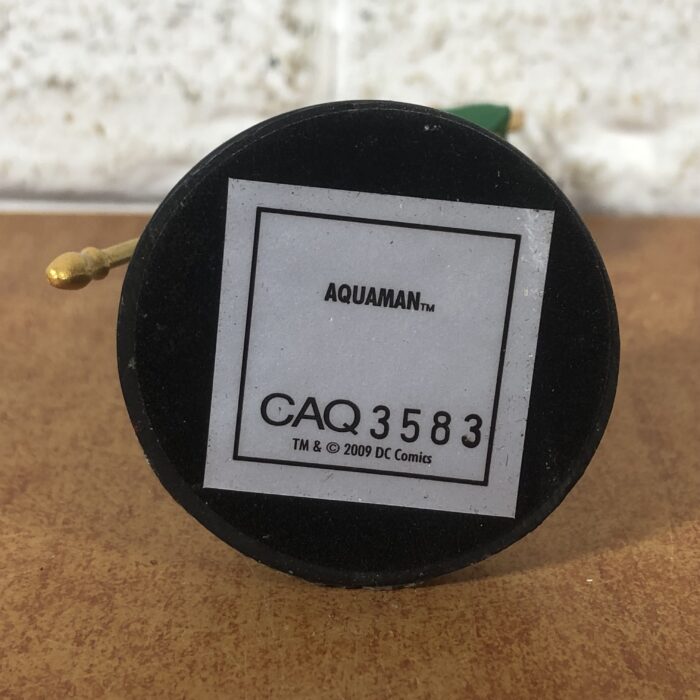 AQUAMAN™
CAQ 3583
TM & © 2009 DC Comics